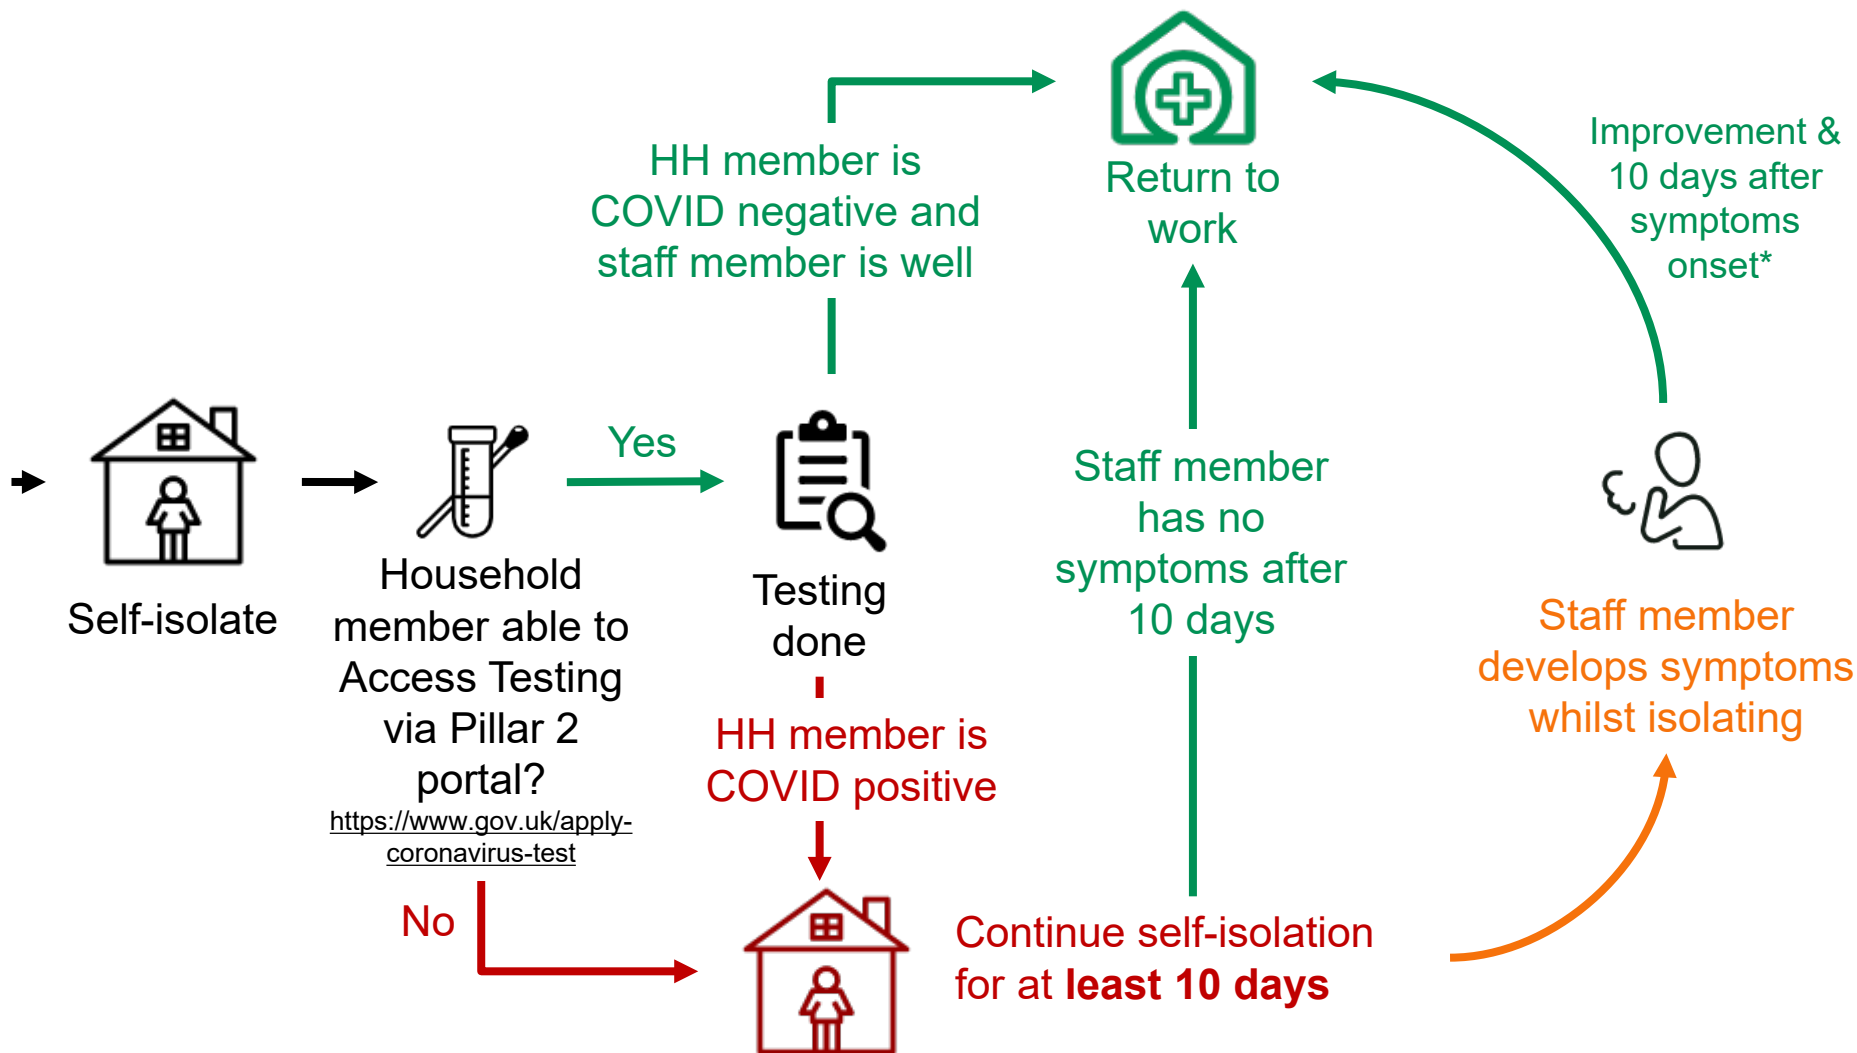 HH member is
COVID negative and
staff member is well
Return to
work
Improvement &
10 days after
symptoms
onset*
Self-isolate
Household
member able to
Access Testing
via Pillar 2
portal?
https://www.gov.uk/apply-
coronavirus-test
Yes
Testing
done
HH member is
COVID positive
No
Continue self-isolation
for at least 10 days
Staff member
has no
symptoms after
10 days
Staff member
develops symptoms
whilst isolating